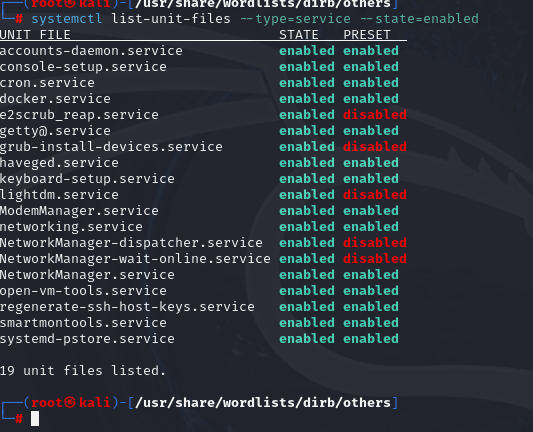 ┌──(root㉿kali)-[/usr/share/wordlists/dirb/others]
└─# systemctl list-unit-files --type=service --state=enabled
UNIT FILE STATE PRESET
accounts-daemon.service enabled enabled
console-setup.service enabled enabled
cron.service enabled enabled
docker.service enabled enabled
e2scrub_reap.service enabled disabled
getty@.service enabled enabled
grub-install-devices.service enabled disabled
haveged.service enabled enabled
keyboard-setup.service enabled enabled
lightdm.service enabled disabled
ModemManager.service enabled enabled
networking.service enabled enabled
NetworkManager-dispatcher.service enabled disabled
NetworkManager-wait-online.service enabled disabled
NetworkManager.service enabled enabled
open-vm-tools.service enabled enabled
regenerate-ssh-host-keys.service enabled enabled
smartmontools.service enabled enabled
systemd-pstore.service enabled enabled
19 unit files listed.
┌──(root㉿kali)-[/usr/share/wordlists/dirb/others]
└─#